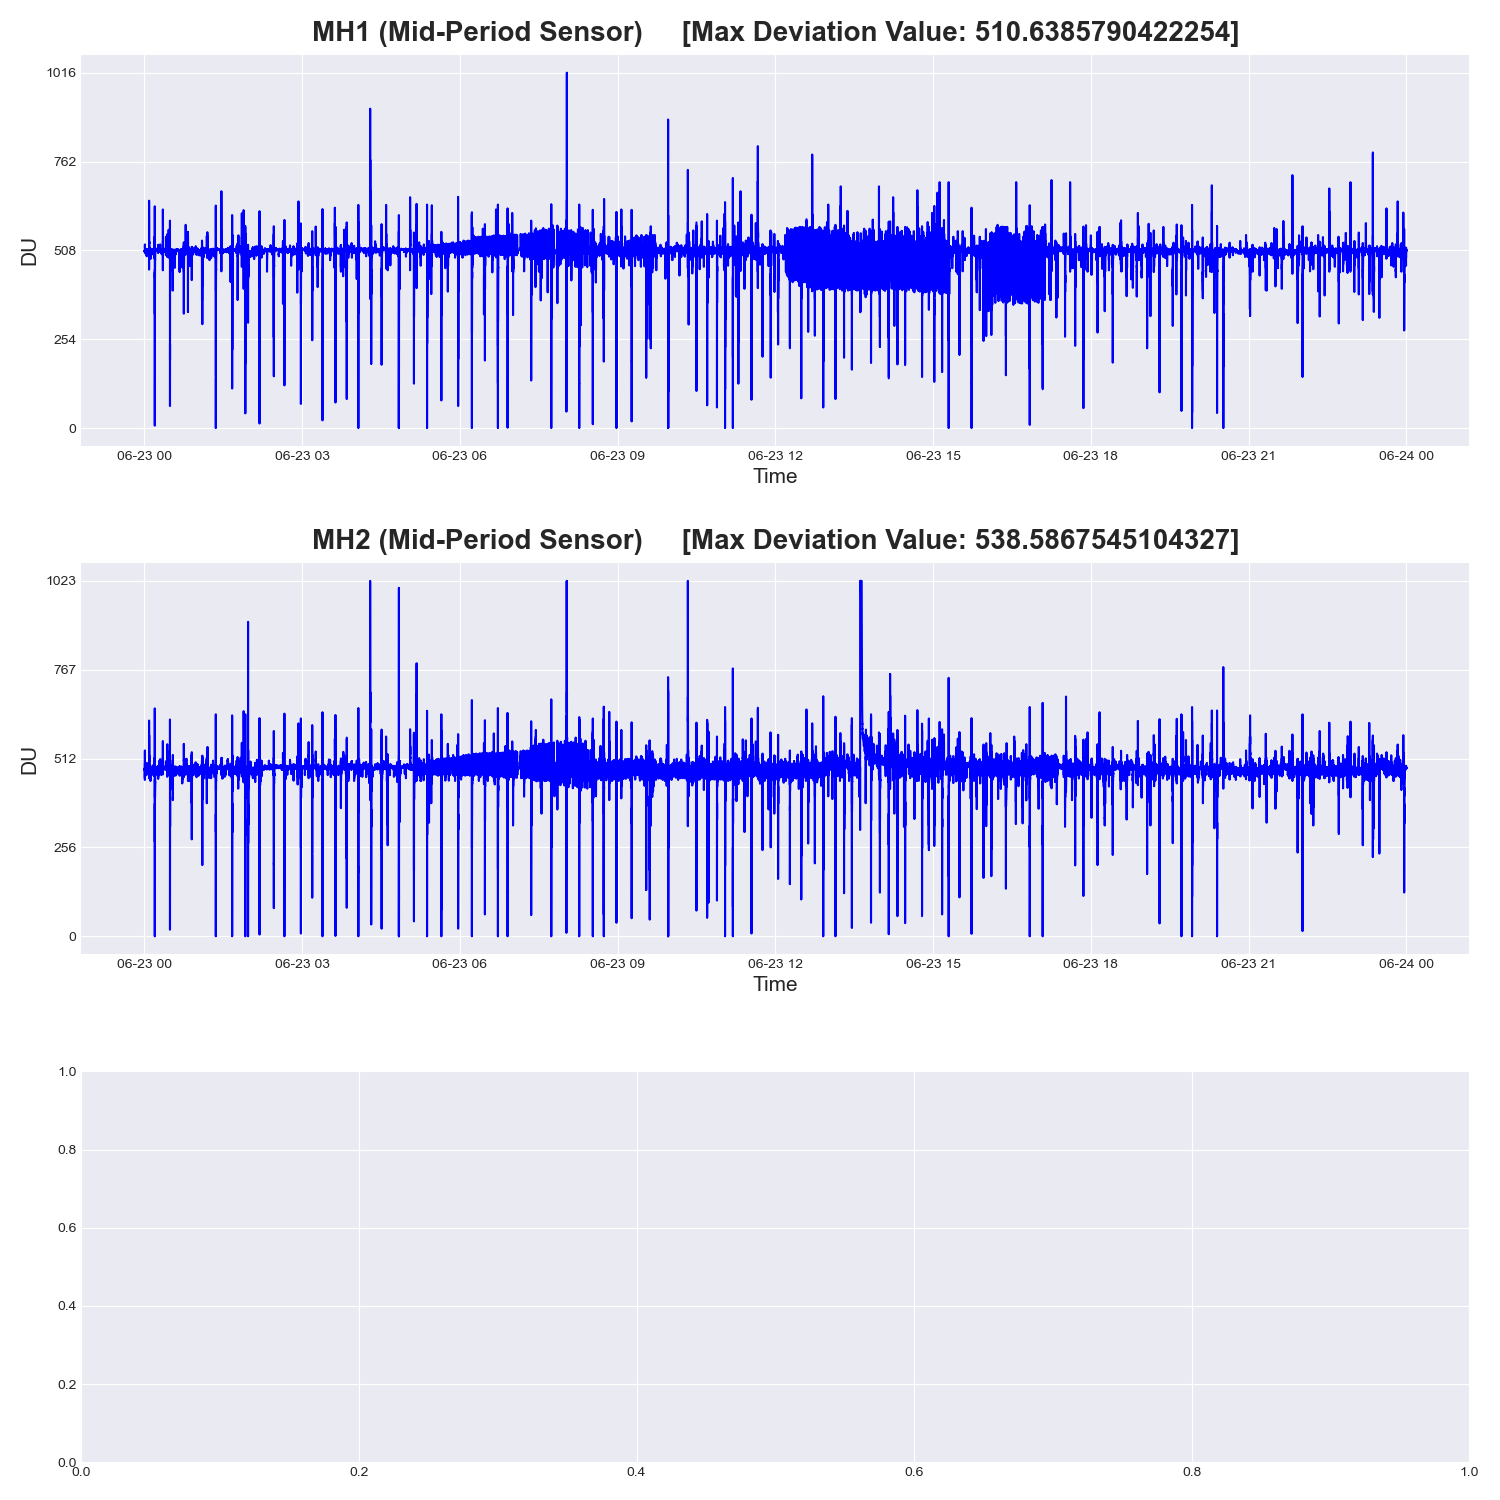 MH1 (Mid-Period Sensor) [Max Deviation Value: 510.6385790422254]
1016
762
508
254
0
DU
06-23 00 06-23 03 06-23 06 06-23 09 06-23 12 06-23 15 06-23 18 06-23 21 06-24 00
Time
MH2 (Mid-Period Sensor) [Max Deviation Value: 538.5867545104327]
1023
767
512
256
0
DU
06-23 00 06-23 03 06-23 06 06-23 09 06-23 12 06-23 15 06-23 18 06-23 21 06-24 00
Time
1.0
0.8
0.6
0.4
0.2
0.0
0.0 0.2 0.4 0.6 0.8 1.0